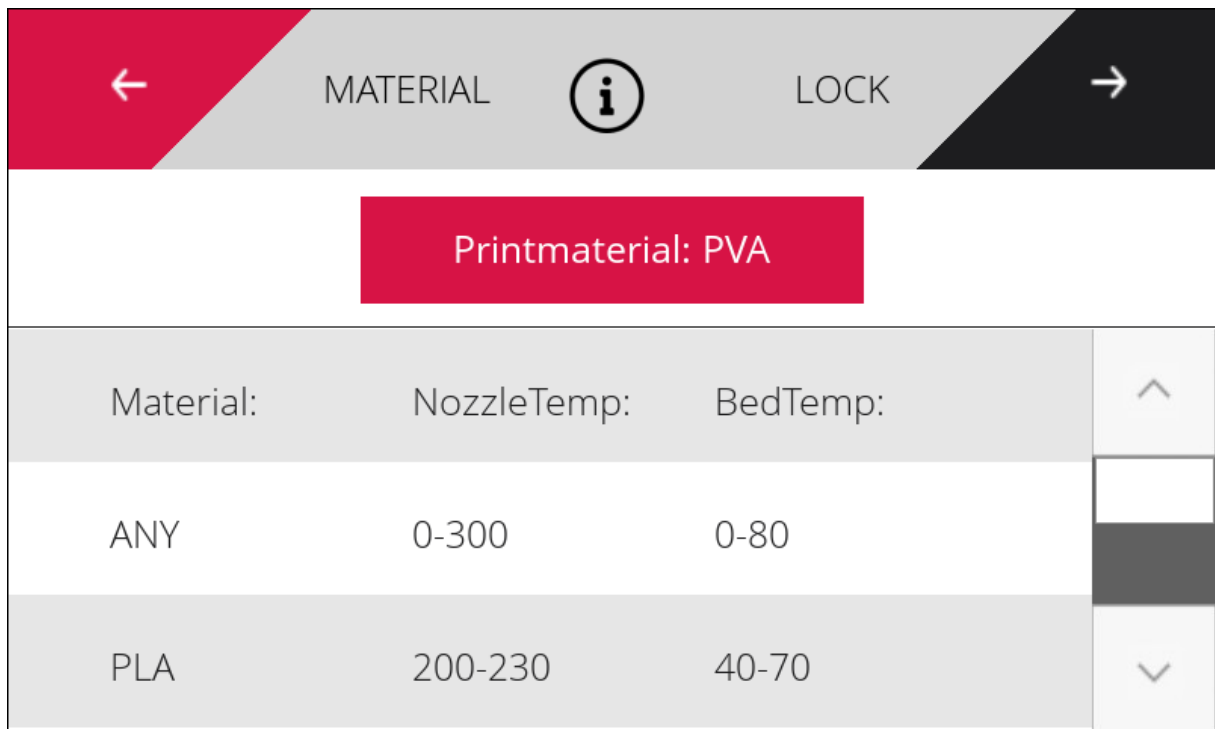 MATERIAL LOCK
Printmaterial: PVA
Material: NozzleTemp: BedTemp:
ANY 0-300 0-80
PLA 200-230 40-70